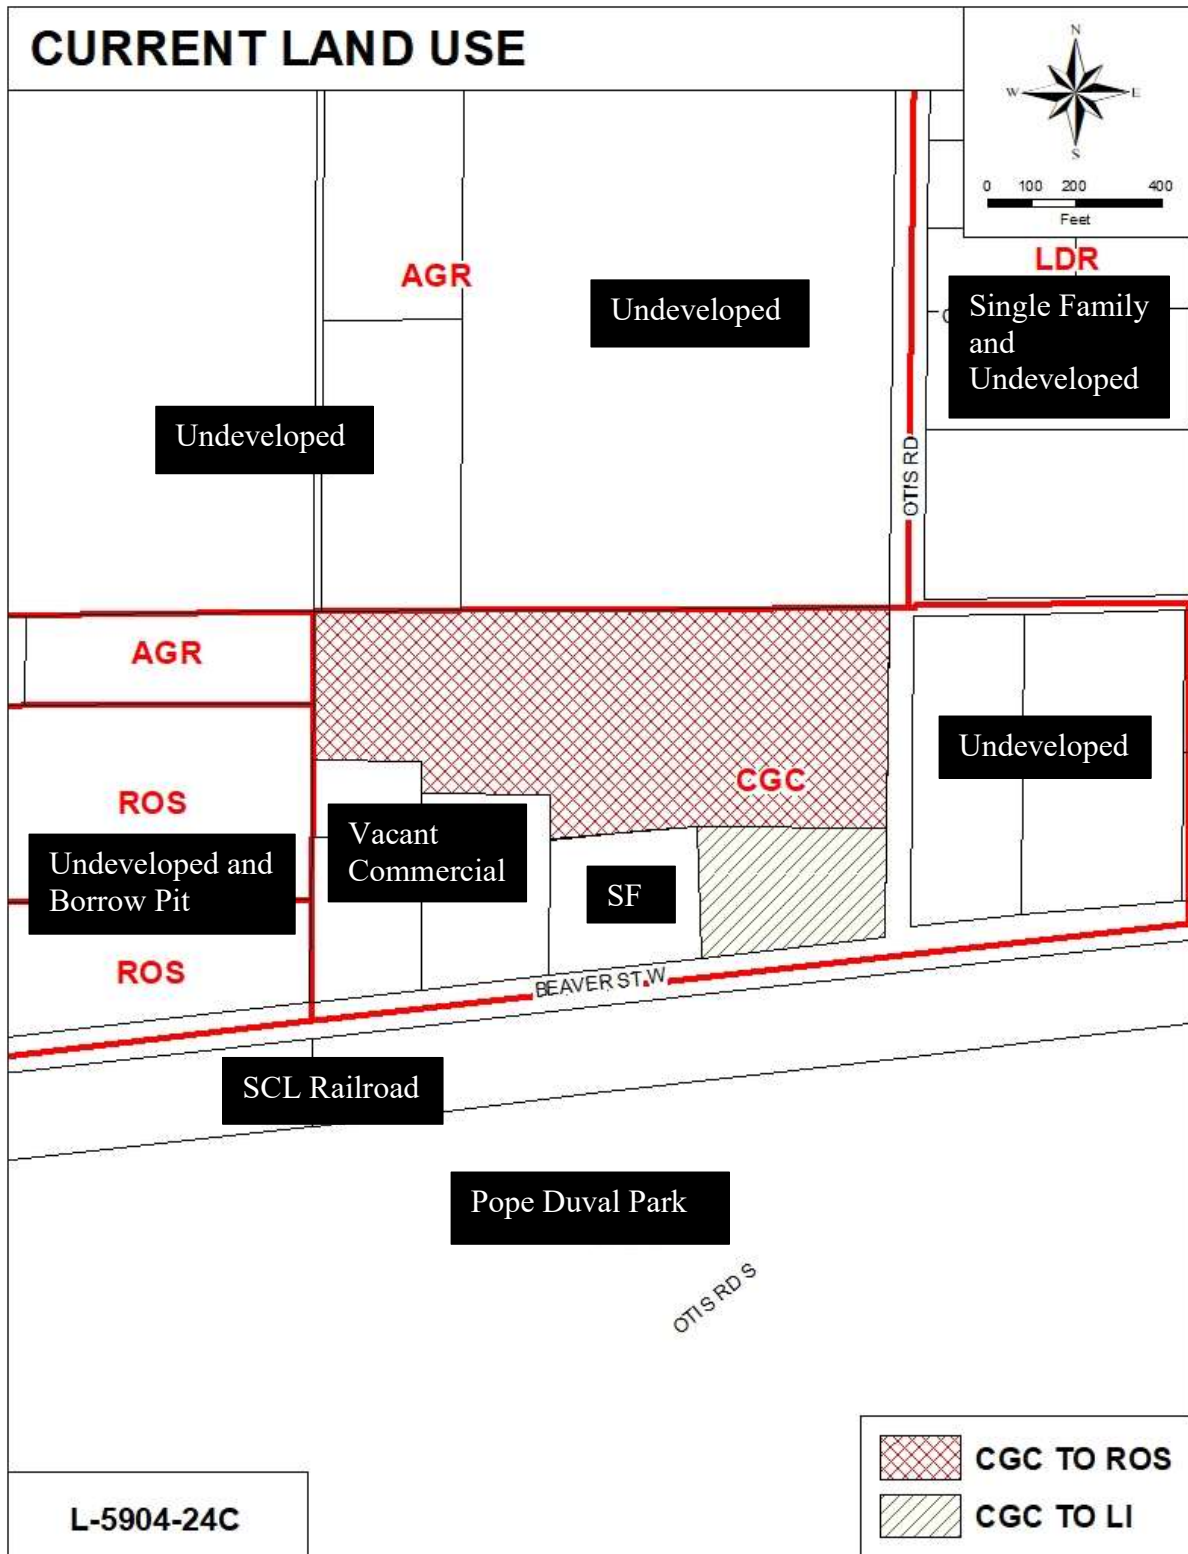 CURRENT LAND USE
N
W
E
S
0 100 200 400
Feet
LDR
AGR
Undeveloped
Single Family
and
Undeveloped
Undeveloped
OTIS RD
AGR
Undeveloped
CGC
ROS
Vacant
Commercial
Undeveloped and
Borrow Pit
SF
ROS
BEAVER ST W
SCL Railroad
Pope Duval Park
OTIS RD S
CGC TO ROS
CGC TO LI
L-5904-24C